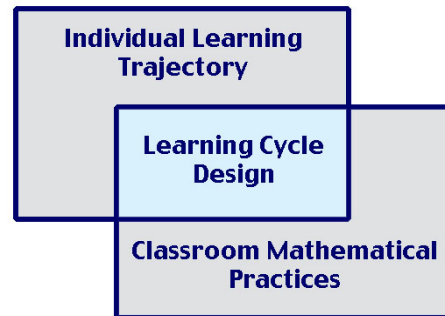 Individual Learning
Trajectory
Learning Cycle
Design
Classroom Mathematical
Practices